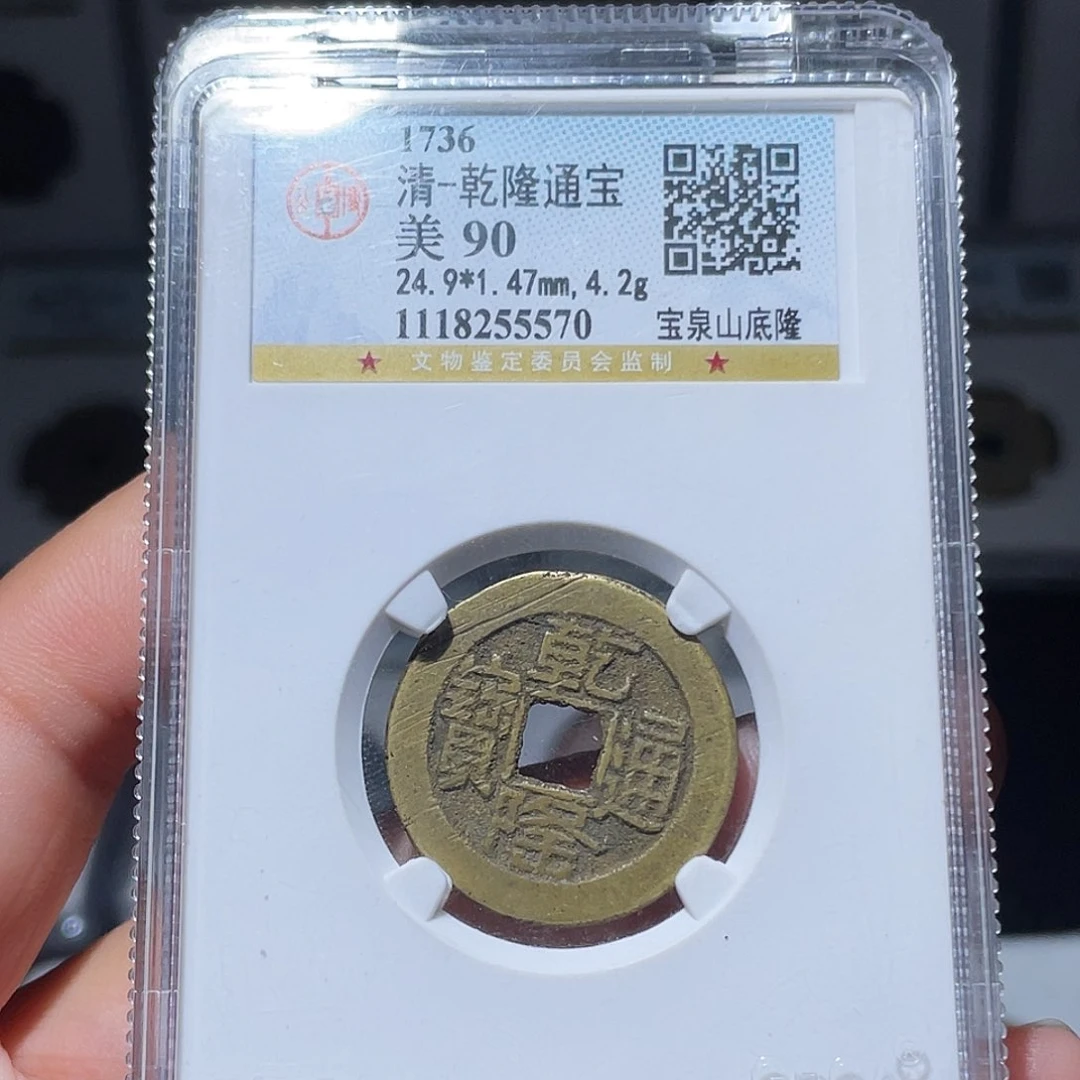 1736
清-乾隆通宝
美 90
24.9*1.47mm,4.2g
1118255570 宝泉山底隆
★ 文物鉴定委员会监制 ★
乾
寳 通
隆